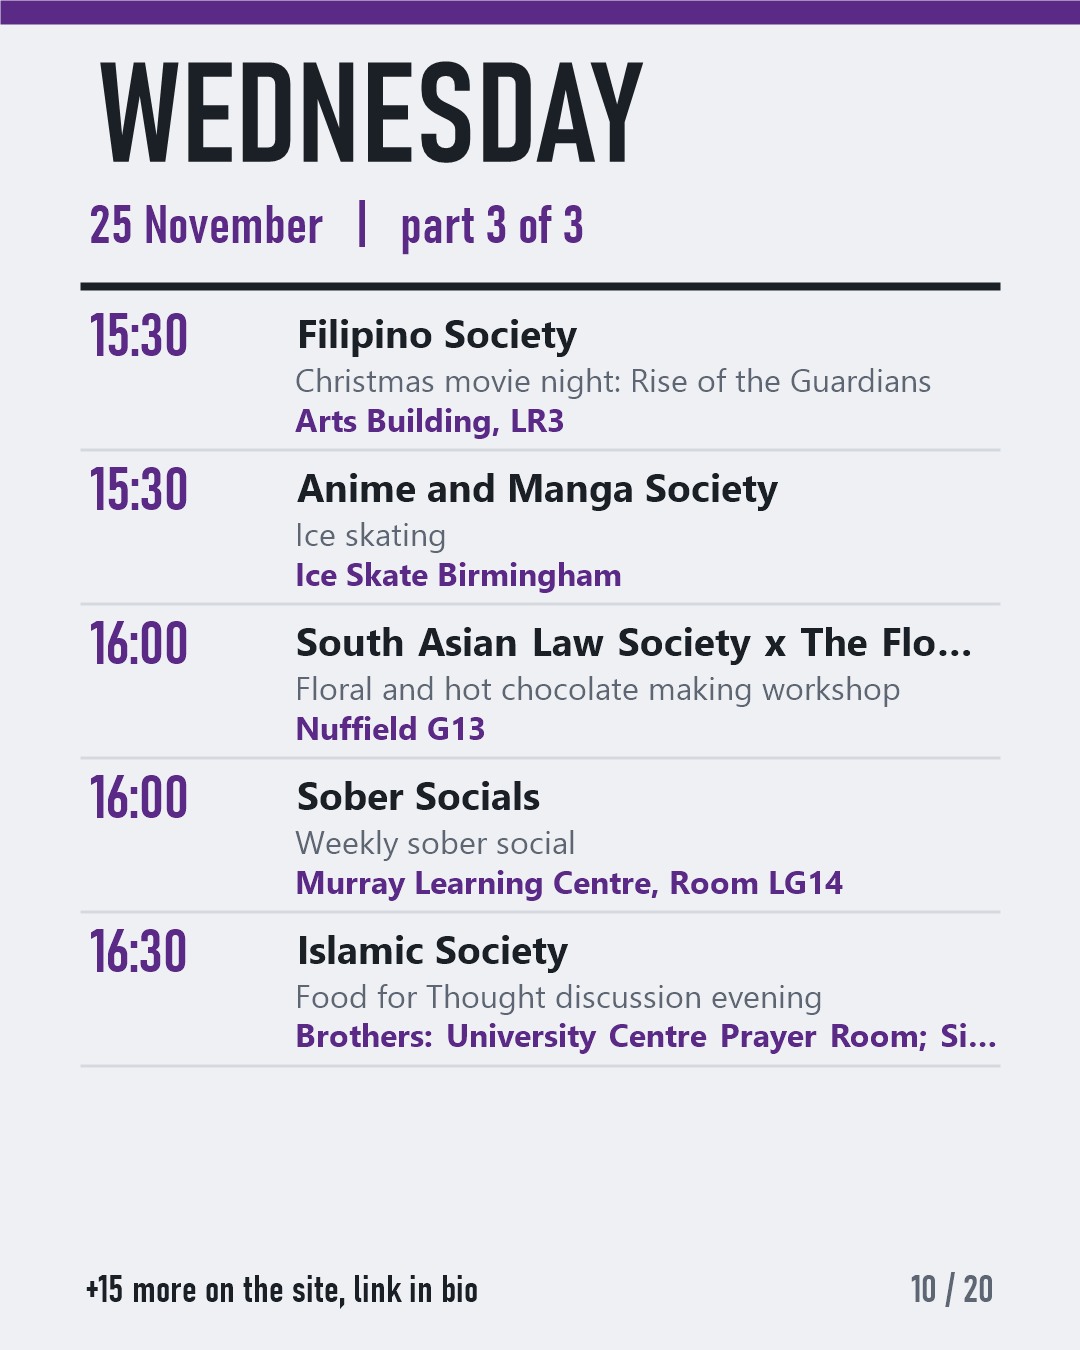 WEDNESDAY
25 November | part 3 of 3
15:30
Filipino Society
Christmas movie night: Rise of the Guardians
Arts Building, LR3
15:30
Anime and Manga Society
Ice skating
Ice Skate Birmingham
16:00
South Asian Law Society x The Flo...
Floral and hot chocolate making workshop
Nuffield G13
16:00
Sober Socials
Weekly sober social
Murray Learning Centre, Room LG14
16:30
Islamic Society
Food for Thought discussion evening
Brothers: University Centre Prayer Room; Si...
+15 more on the site, link in bio
10 / 20